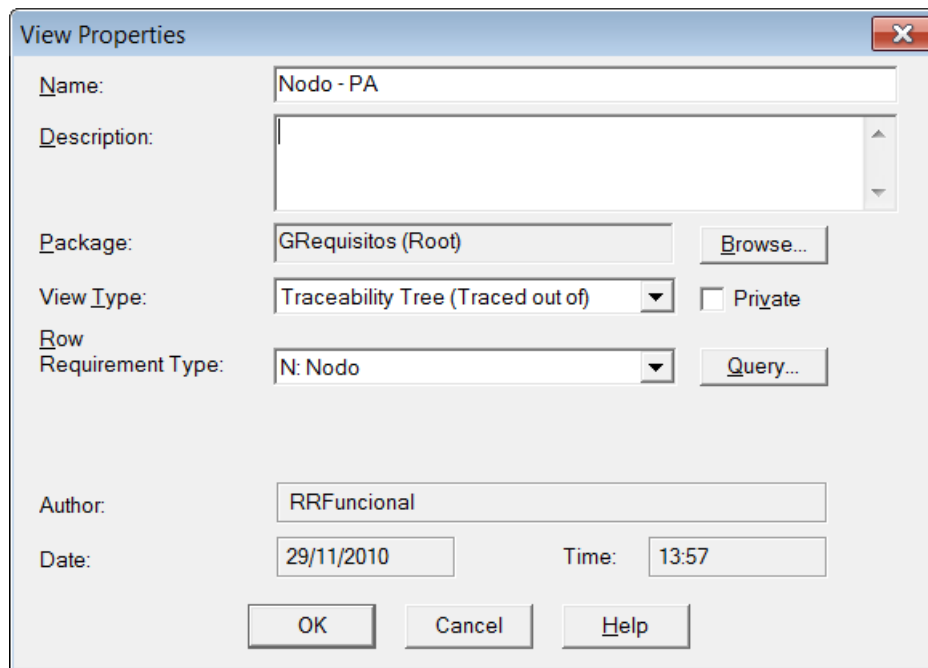 View Properties
Name: Nodo - PA
Description:
Package: GRequisitos (Root) Browse...
View Type: Traceability Tree (Traced out of) Private
Row
Requirement Type: N: Nodo Query...
Author: RRFuncional
Date: 29/11/2010 Time: 13:57
OK Cancel Help